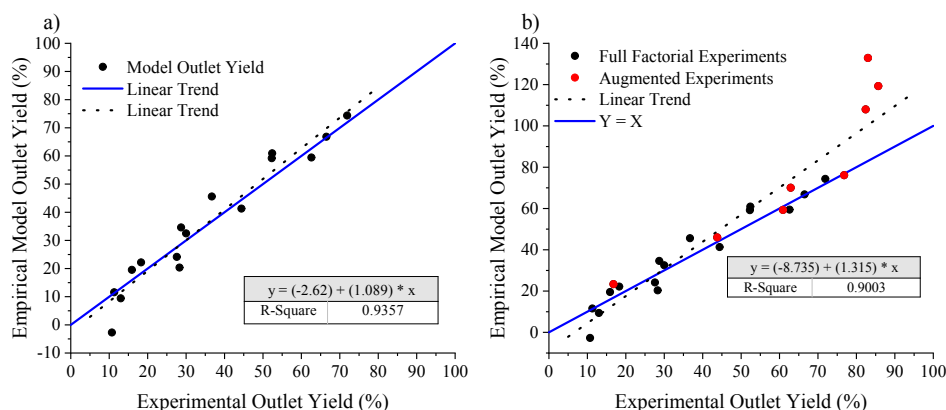 a)
100
90
80
70
60
50
40
30
20
10
0
-10
Empirical Model Outlet Yield (%)
Model Outlet Yield
Linear Trend
Linear Trend
y = (-2.62) + (1.089) * x
R-Square 0.9357
0 10 20 30 40 50 60 70 80 90 100
Experimental Outlet Yield (%)
b)
140
120
100
80
60
40
20
0
Empirical Model Outlet Yield (%)
Full Factorial Experiments
Augmented Experiments
Linear Trend
Y = X
y = (-8.735) + (1.315) * x
R-Square 0.9003
0 10 20 30 40 50 60 70 80 90 100
Experimental Outlet Yield (%)